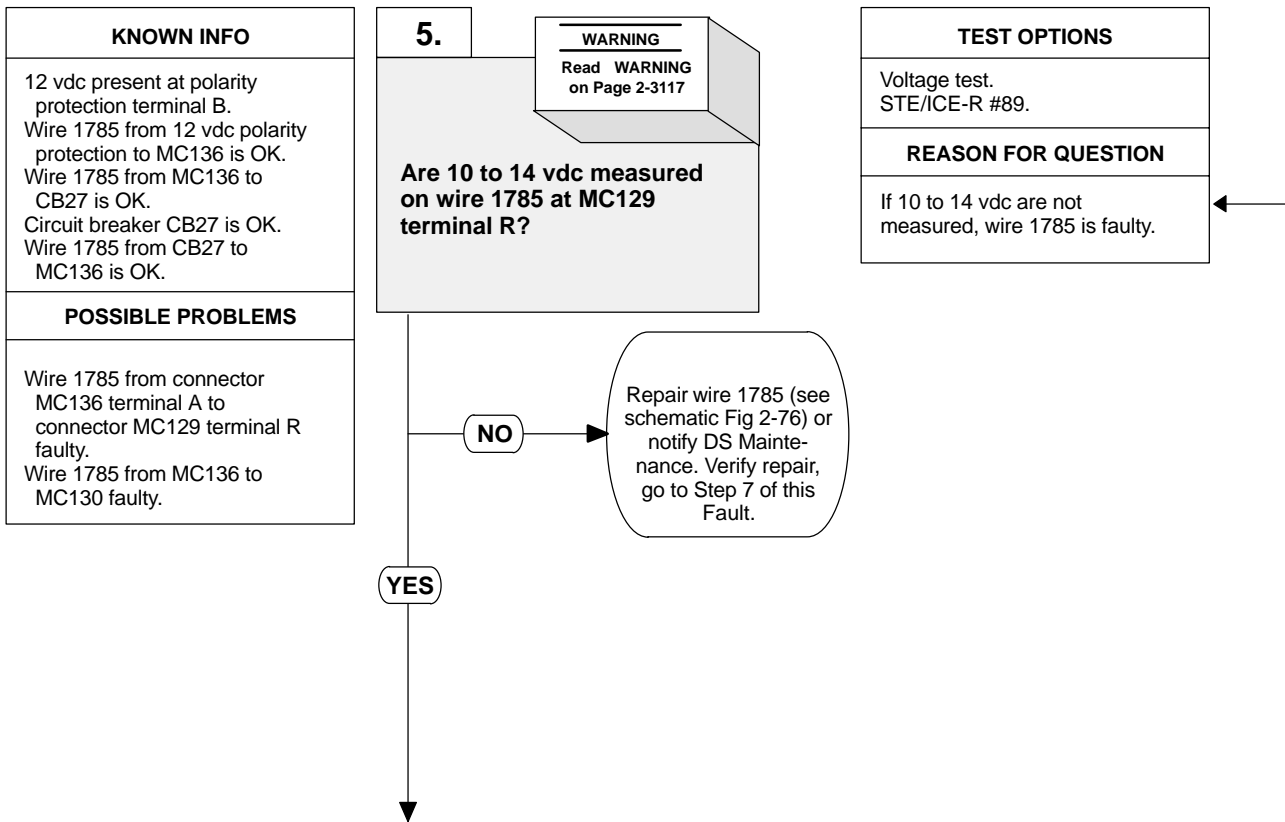 KNOWN INFO
12 vdc present at polarity
protection terminal B.
Wire 1785 from 12 vdc polarity
protection to MC136 is OK.
Wire 1785 from MC136 to
CB27 is OK.
Circuit breaker CB27 is OK.
Wire 1785 from CB27 to
MC136 is OK.
POSSIBLE PROBLEMS
Wire 1785 from connector
MC136 terminal A to
connector MC129 terminal R
faulty.
Wire 1785 from MC136 to
MC130 faulty.
5.
WARNING
Read WARNING
on Page 2-3117
Are 10 to 14 vdc measured
on wire 1785 at MC129
terminal R?
TEST OPTIONS
Voltage test.
STE/ICE-R #89.
REASON FOR QUESTION
If 10 to 14 vdc are not
measured, wire 1785 is faulty.
NO
Repair wire 1785 (see
schematic Fig 2-76) or
notify DS Mainte-
nance. Verify repair,
go to Step 7 of this
Fault.
YES